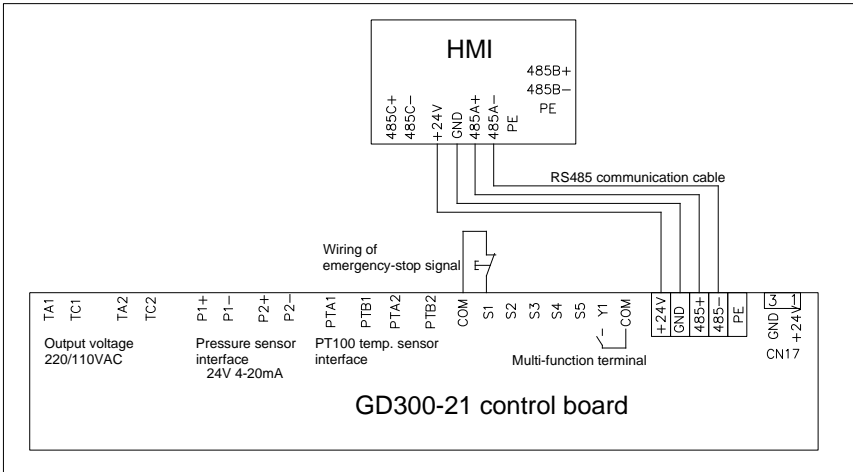 HMI
485B+
485B−
PE
485C+
485C−
+24V
GND
485A+
485A−
PE
RS485 communication cable
Wiring of
emergency-stop signal
TA1
TC1
TA2
TC2
P1+
P1−
P2+
P2−
PTA1
PTB1
PTA2
PTB2
COM
S1
S2
S3
S4
S5
Y1
COM
+24V
GND
485+
485−
PE
3
1
GND
+24V
CN17
Output voltage
220/110VAC
Pressure sensor
interface
24V 4-20mA
PT100 temp. sensor
interface
Multi-function terminal
GD300-21 control board